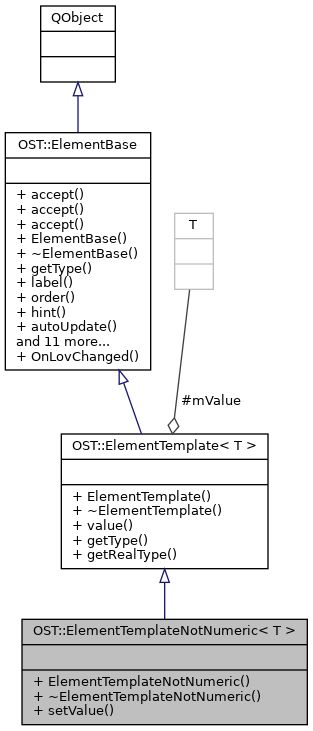 QObject
OST::ElementBase
+ accept()
+ accept()
+ accept()
+ ElementBase()
+ ~ElementBase()
+ getType()
+ label()
+ order()
+ hint()
+ autoUpdate()
and 11 more...
+ OnLovChanged()
T
#mValue
OST::ElementTemplate< T >
+ ElementTemplate()
+ ~ElementTemplate()
+ value()
+ getType()
+ getRealType()
OST::ElementTemplateNotNumeric< T >
+ ElementTemplateNotNumeric()
+ ~ElementTemplateNotNumeric()
+ setValue()